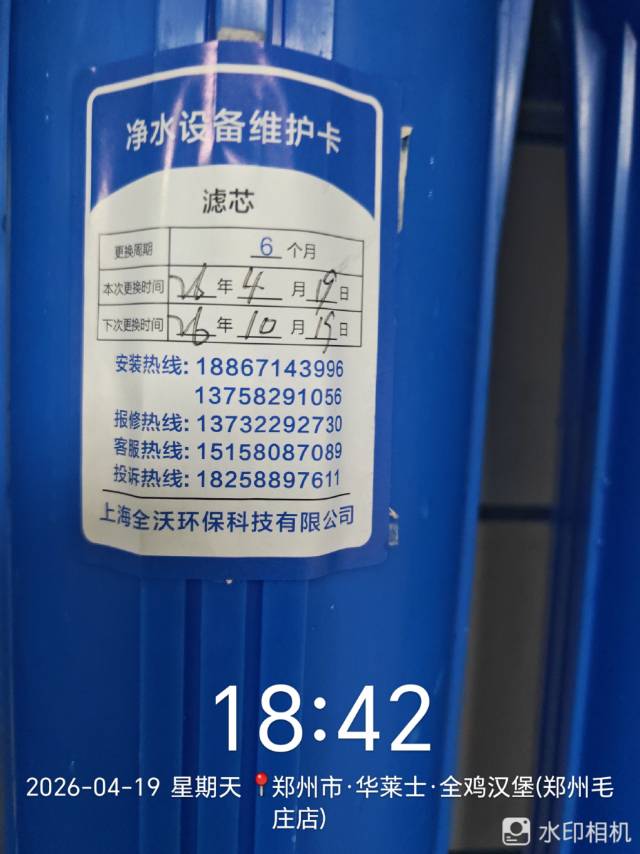 净水设备维护卡
滤芯
更换周期 6 个月
本次更换时间 26 年 4 月 19 日
下次更换时间 26 年 10 月 19 日
安装热线: 18867143996
13758291056
报修热线: 13732292730
客服热线: 15158087089
投诉热线: 18258897611
上海全沃环保科技有限公司
18:42
2026-04-19 星期天 📍郑州市·华莱士·全鸡汉堡(郑州毛
庄店)
水印相机